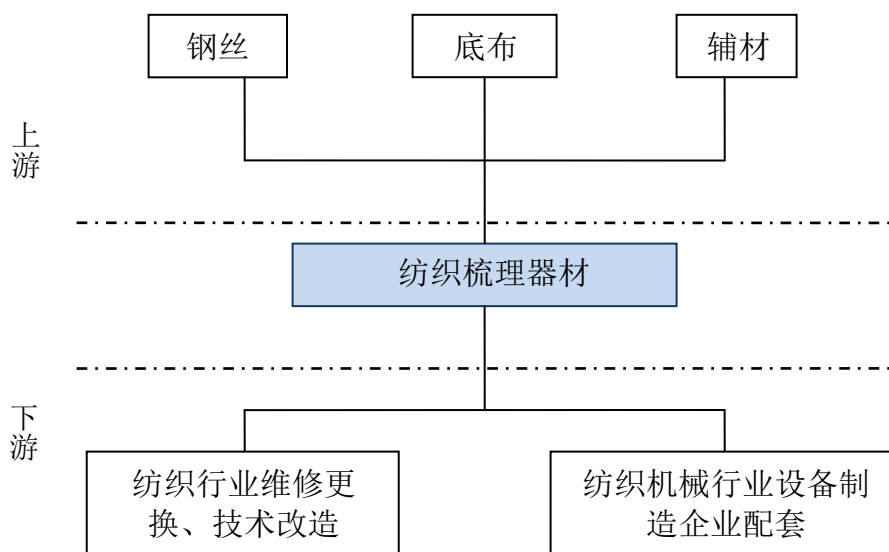 钢丝
底布
辅材
上
游
纺织梳理器材
下
游
纺织行业维修更
换、技术改造
纺织机械行业设备制
造企业配套